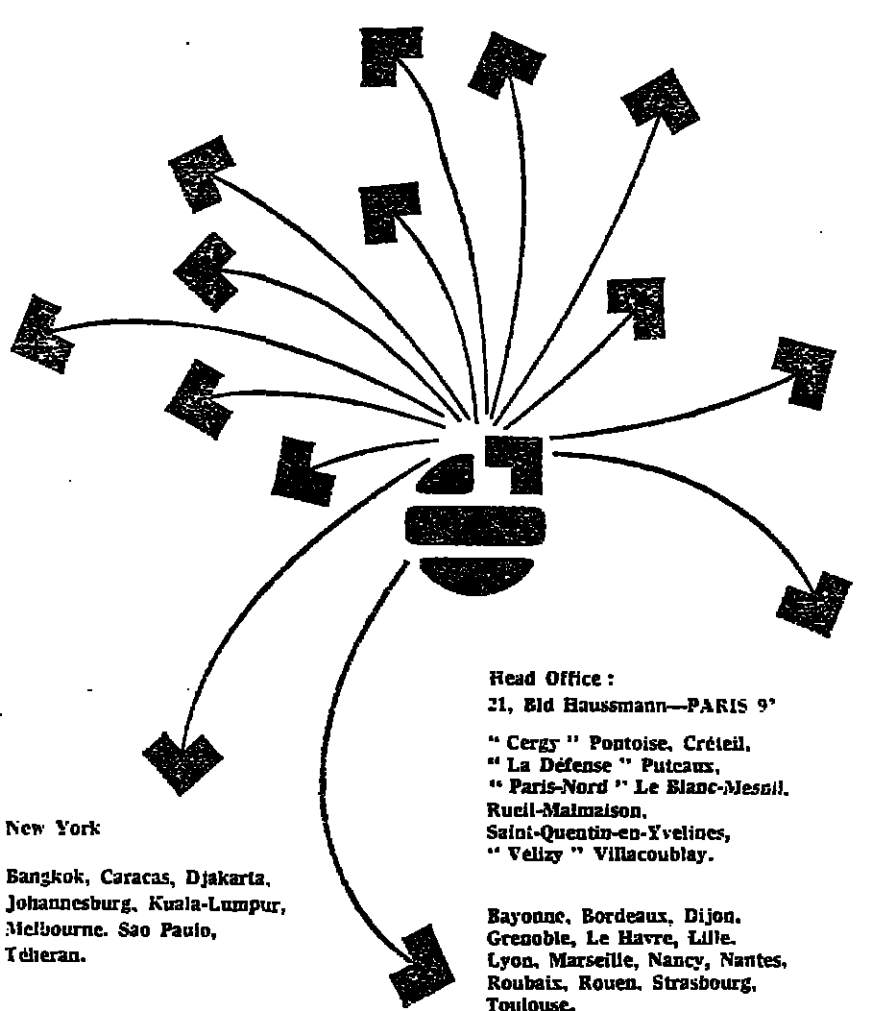 Head Office :
21, Bld Haussmann—PARIS 9°
“ Cergy ” Pontoise, Créteil,
“ La Défense ” Puteaux,
“ Paris-Nord ” Le Blanc-Mesnil,
Rueil-Malmaison,
Saint-Quentin-en-Yvelines,
“ Velizy ” Villacoublay.
Bayonne, Bordeaux, Dijon,
Grenoble, Le Havre, Lille,
Lyon, Marseille, Nancy, Nantes,
Roubaix, Rouen, Strasbourg,
Toulouse.
New York
Bangkok, Caracas, Djakarta,
Johannesburg, Kuala-Lumpur,
Melbourne, Sao Paulo,
Téheran.